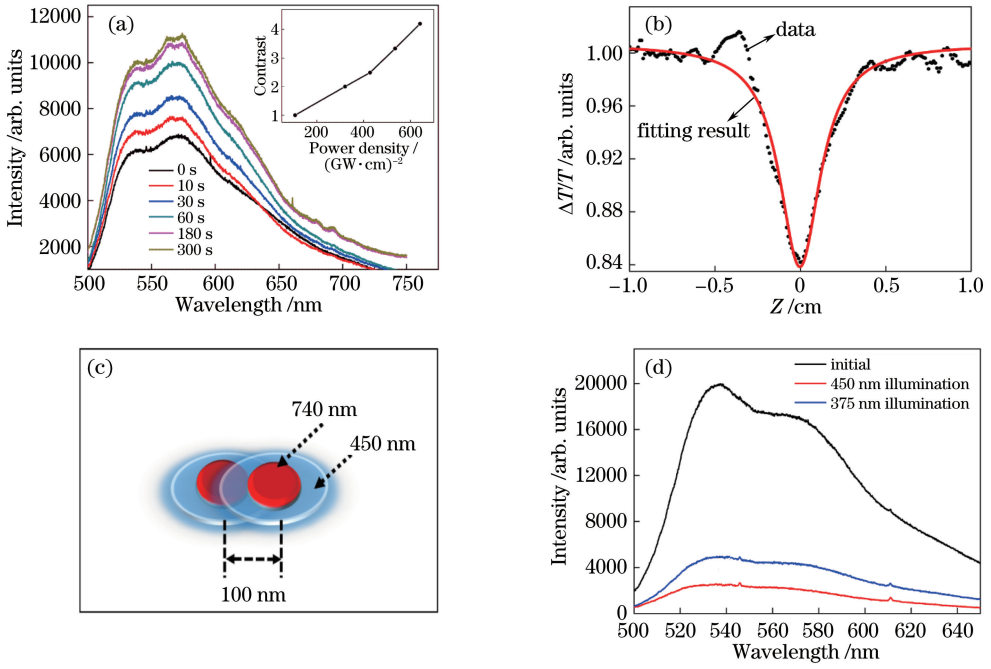 (a)
12000
10000
8000
6000
4000
2000
Intensity /arb. units
500
550
600
650
700
750
Wavelength /nm
0 s
10 s
30 s
60 s
180 s
300 s
4
3
2
1
Contrast
200
400
600
Power density /
(GW·cm)⁻²
(b)
1.00
0.96
0.92
0.88
0.84
ΔT/T /arb. units
data
fitting result
-1.0
-0.5
0
0.5
1.0
Z /cm
(c)
740 nm
450 nm
100 nm
(d)
initial
450 nm illumination
375 nm illumination
20000
16000
12000
8000
4000
0
Intensity /arb. units
500
520
540
560
580
600
620
640
Wavelength /nm